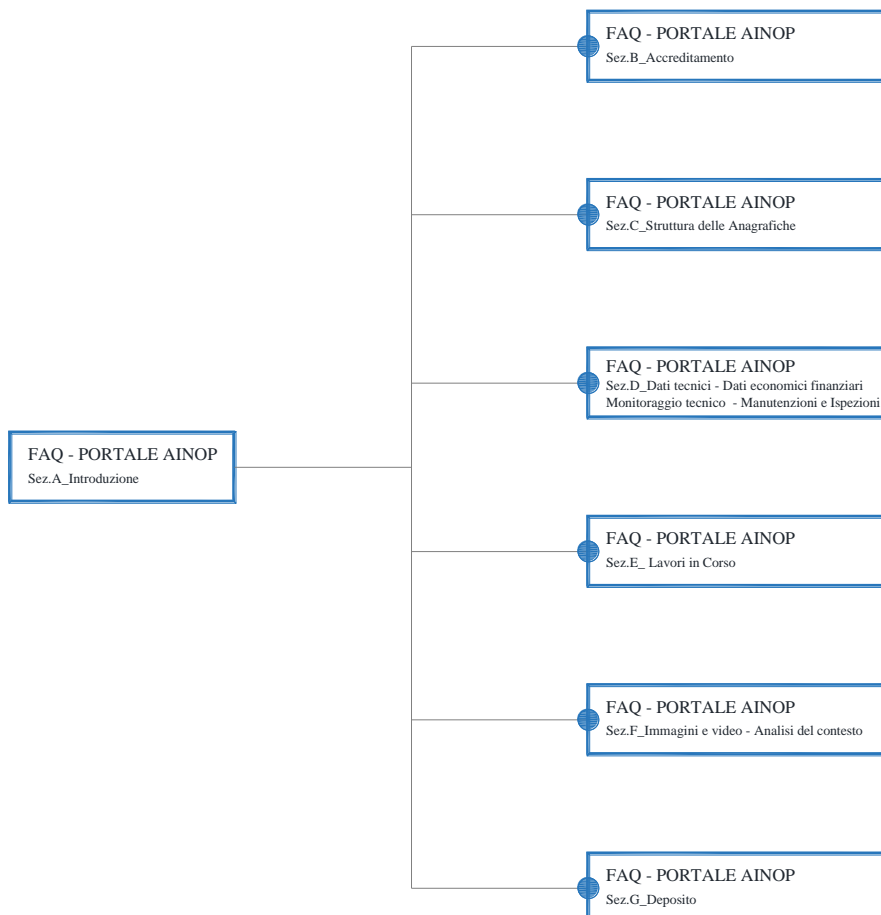 FAQ - PORTALE AINOP
Sez.A_Introduzione
FAQ - PORTALE AINOP
Sez.B_Accreditamento
FAQ - PORTALE AINOP
Sez.C_Struttura delle Anagrafiche
FAQ - PORTALE AINOP
Sez.D_Dati tecnici - Dati economici finanziari
Monitoraggio tecnico  - Manutenzioni e Ispezioni
FAQ - PORTALE AINOP
Sez.E_ Lavori in Corso
FAQ - PORTALE AINOP
Sez.F_Immagini e video - Analisi del contesto
FAQ - PORTALE AINOP
Sez.G_Deposito